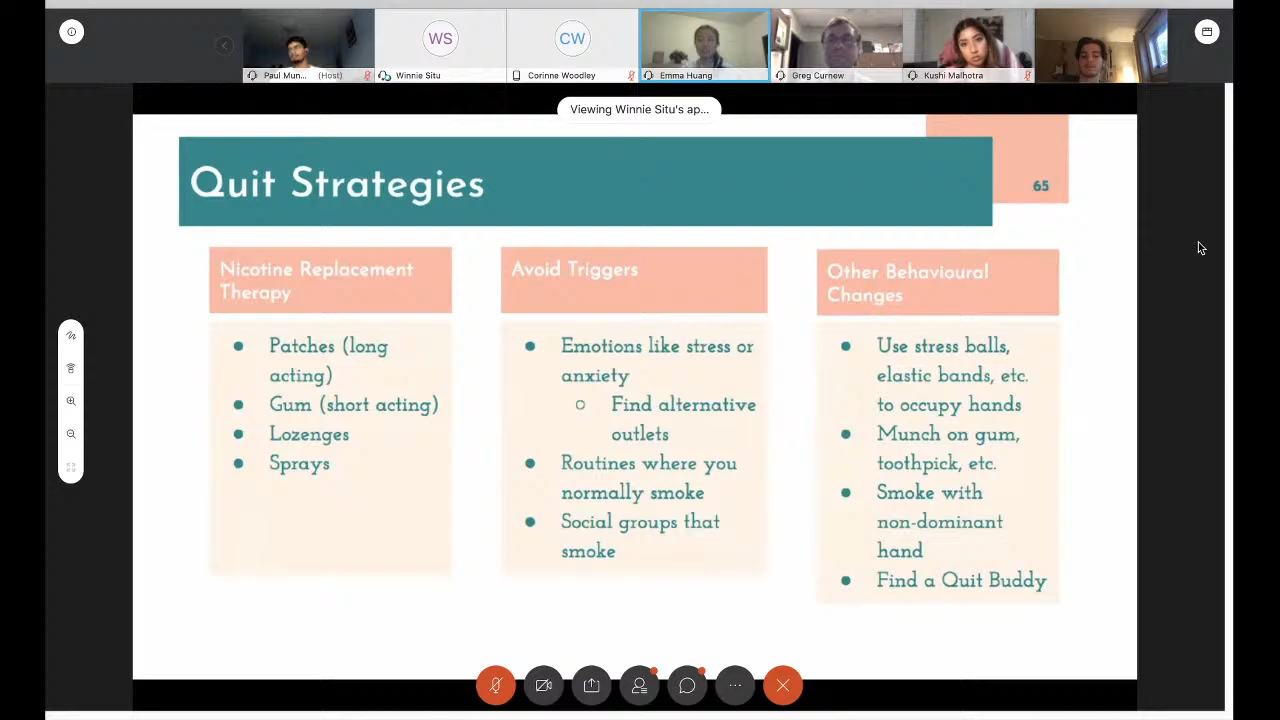 WS
CW
Paul Mun... (Host)
Winnie Situ
Corinne Woodley
Emma Huang
Greg Curnew
Kushi Malhotra
Viewing Winnie Situ's ap...
Quit Strategies
65
Nicotine Replacement
Therapy
● Patches (long
acting)
● Gum (short acting)
● Lozenges
● Sprays
Avoid Triggers
● Emotions like stress or
anxiety
○ Find alternative
outlets
● Routines where you
normally smoke
● Social groups that
smoke
Other Behavioural
Changes
● Use stress balls,
elastic bands, etc.
to occupy hands
● Munch on gum,
toothpick, etc.
● Smoke with
non-dominant
hand
● Find a Quit Buddy